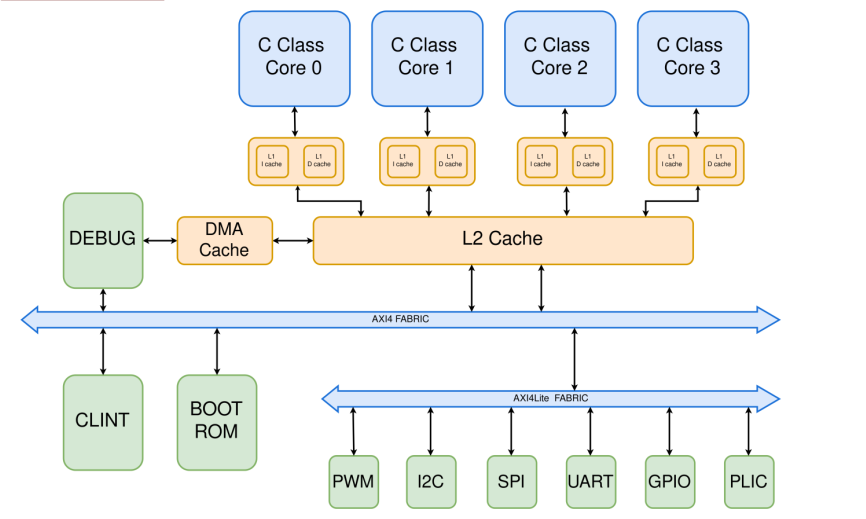 C Class
Core 0
C Class
Core 1
C Class
Core 2
C Class
Core 3
L1
I cache
L1
D cache
L1
I cache
L1
D cache
L1
I cache
L1
D cache
L1
I cache
L1
D cache
DEBUG
DMA
Cache
L2 Cache
AXI4 FABRIC
CLINT
BOOT
ROM
AXI4Lite FABRIC
PWM
I2C
SPI
UART
GPIO
PLIC